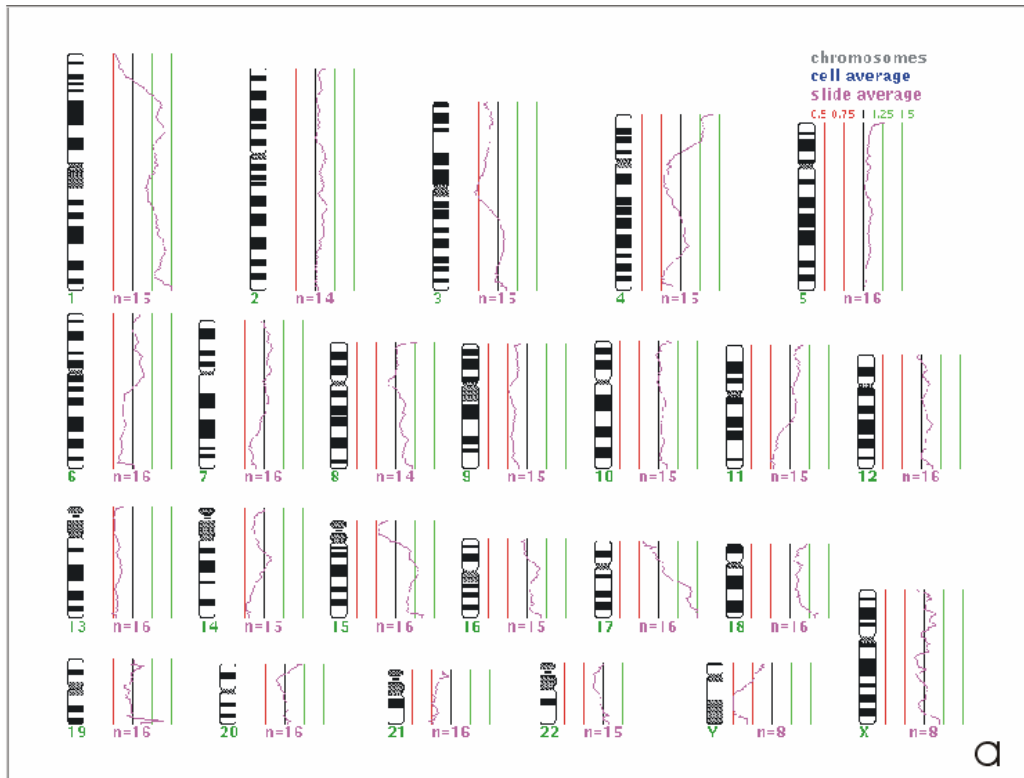 chromosomes
cell average
slide average
0.5 0.75 1 1.25 1.5
1 n=15 2 n=14 3 n=15 4 n=15 5 n=16
6 n=16 7 n=16 8 n=14 9 n=15 10 n=15 11 n=15 12 n=16
13 n=16 14 n=15 15 n=16 16 n=15 17 n=16 18 n=16
19 n=16 20 n=16 21 n=16 22 n=15 Y n=8 X n=8
a